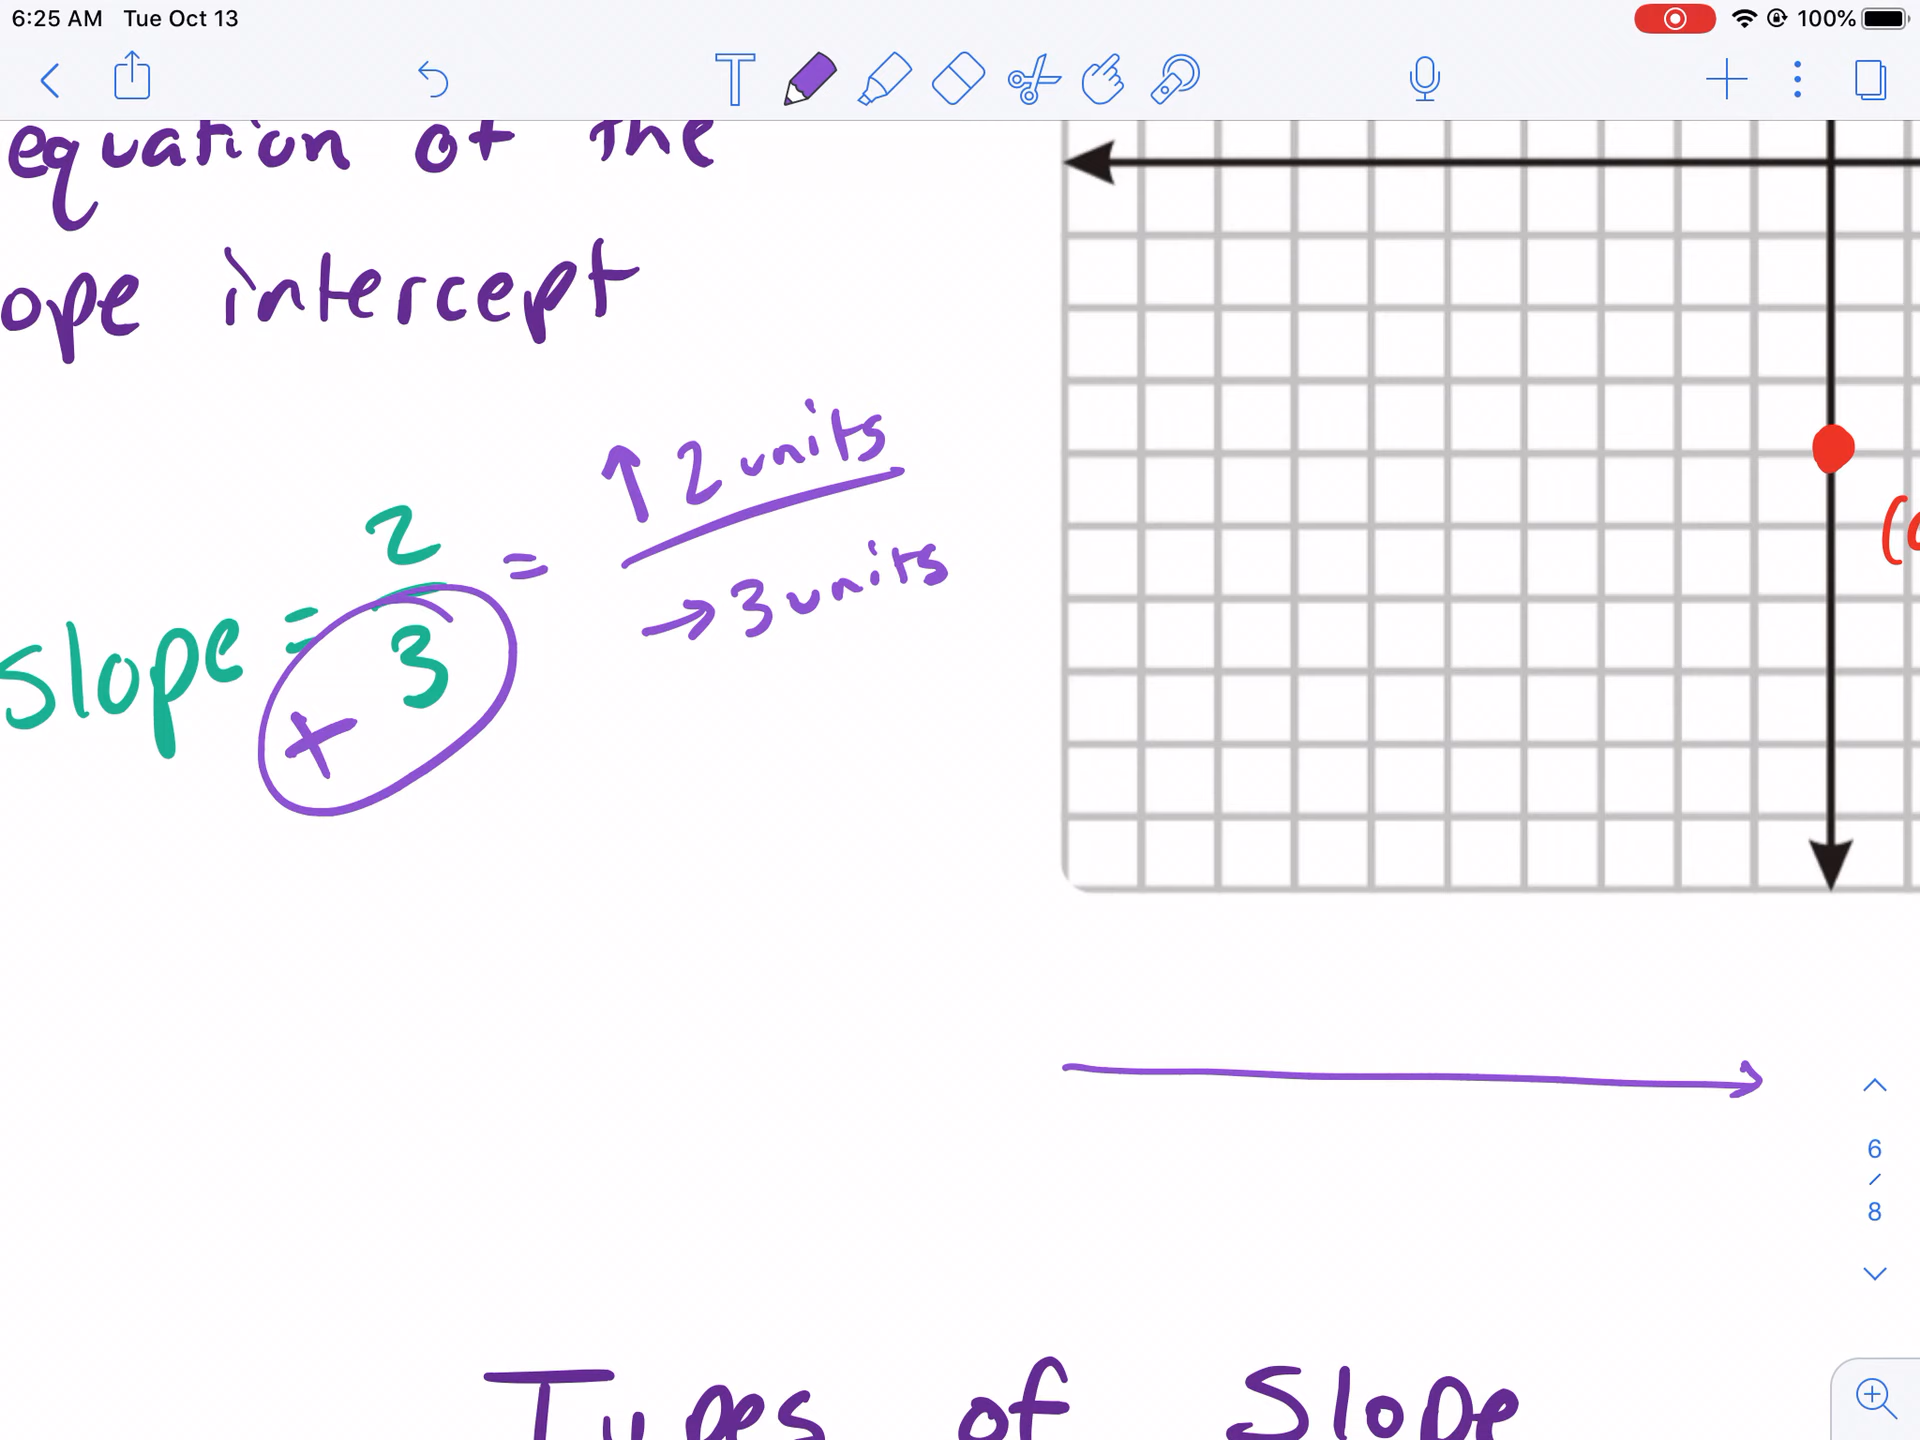 6:25 AM Tue Oct 13
100%
T
equation of the
ope intercept
slope = 2/+3 = ↑ 2 units/→ 3 units
(
6
/
8
Types of Slope